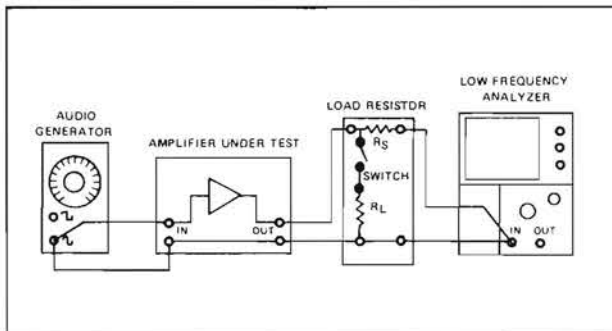 LOW FREQUENCY
ANALYZER
LOAD RESISTOR
AUDIO
GENERATOR
AMPLIFIER UNDER TEST
RS
SWITCH
RL
IN
OUT
IN
OUT